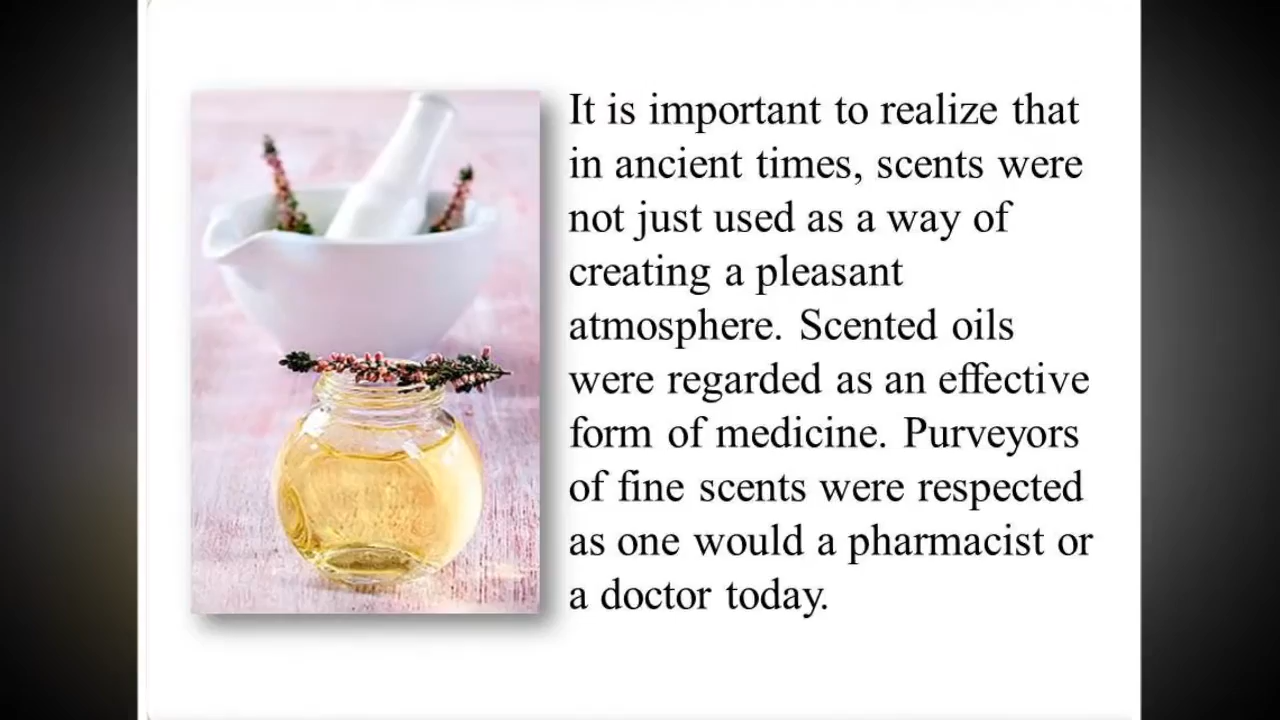 It is important to realize that
in ancient times, scents were
not just used as a way of
creating a pleasant
atmosphere. Scented oils
were regarded as an effective
form of medicine. Purveyors
of fine scents were respected
as one would a pharmacist or
a doctor today.